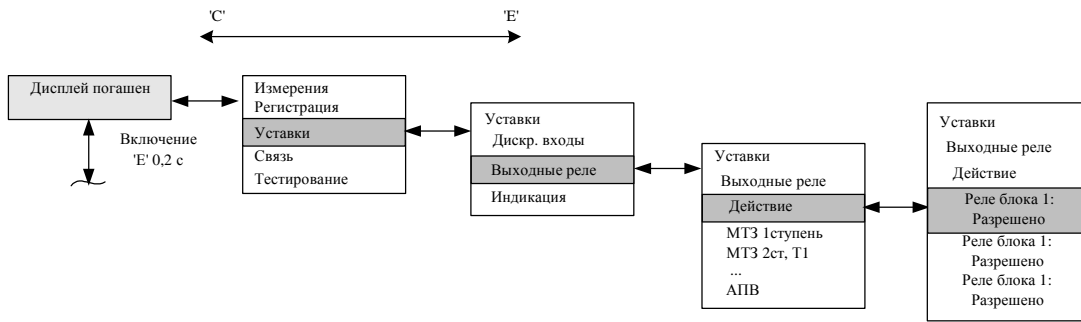 'C'
'E'
Дисплей погашен
Включение
'E' 0,2 с
Измерения
Регистрация
Уставки
Связь
Тестирование
Уставки
Дискр. входы
Выходные реле
Индикация
Уставки
Выходные реле
Действие
МТЗ 1ступень
МТЗ 2ст, Т1
...
АПВ
Уставки
Выходные реле
Действие
Реле блока 1:
Разрешено
Реле блока 1:
Разрешено
Реле блока 1:
Разрешено